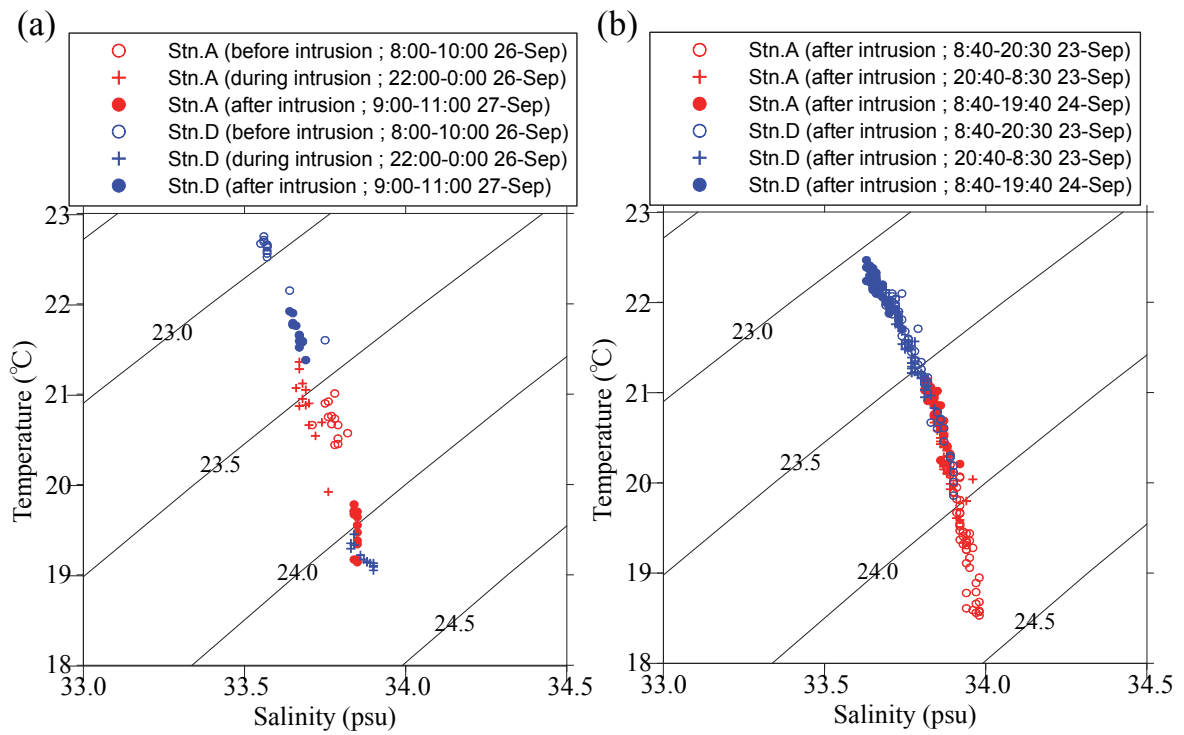 (a)
Stn.A (before intrusion ; 8:00-10:00 26-Sep)
Stn.A (during intrusion ; 22:00-0:00 26-Sep)
Stn.A (after intrusion ; 9:00-11:00 27-Sep)
Stn.D (before intrusion ; 8:00-10:00 26-Sep)
Stn.D (during intrusion ; 22:00-0:00 26-Sep)
Stn.D (after intrusion ; 9:00-11:00 27-Sep)
23
22
21
20
19
18
Temperature (℃)
23.0
23.5
24.0
24.5
33.0
33.5
34.0
34.5
Salinity (psu)
(b)
Stn.A (after intrusion ; 8:40-20:30 23-Sep)
Stn.A (after intrusion ; 20:40-8:30 23-Sep)
Stn.A (after intrusion ; 8:40-19:40 24-Sep)
Stn.D (after intrusion ; 8:40-20:30 23-Sep)
Stn.D (after intrusion ; 20:40-8:30 23-Sep)
Stn.D (after intrusion ; 8:40-19:40 24-Sep)
23
22
21
20
19
18
Temperature (℃)
23.0
23.5
24.0
24.5
33.0
33.5
34.0
34.5
Salinity (psu)